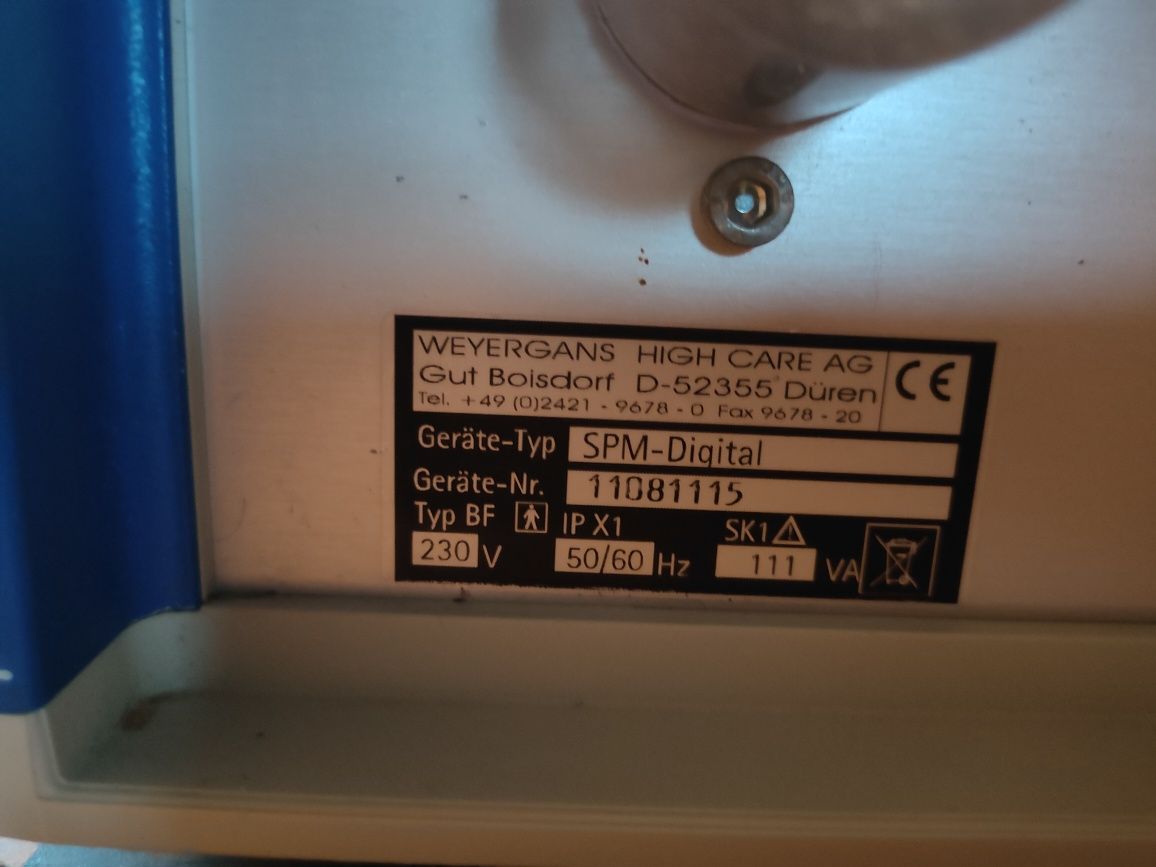 WEYERGANS HIGH CARE AG
Gut Boisdorf D-52355 Düren
Tel. +49 (0)2421 - 9678 - 0 Fax 9678 - 20
CE
Geräte-Typ SPM-Digital
Geräte-Nr. 11081115
Typ BF IP X1 SK1
230 V 50/60 Hz 111 VA